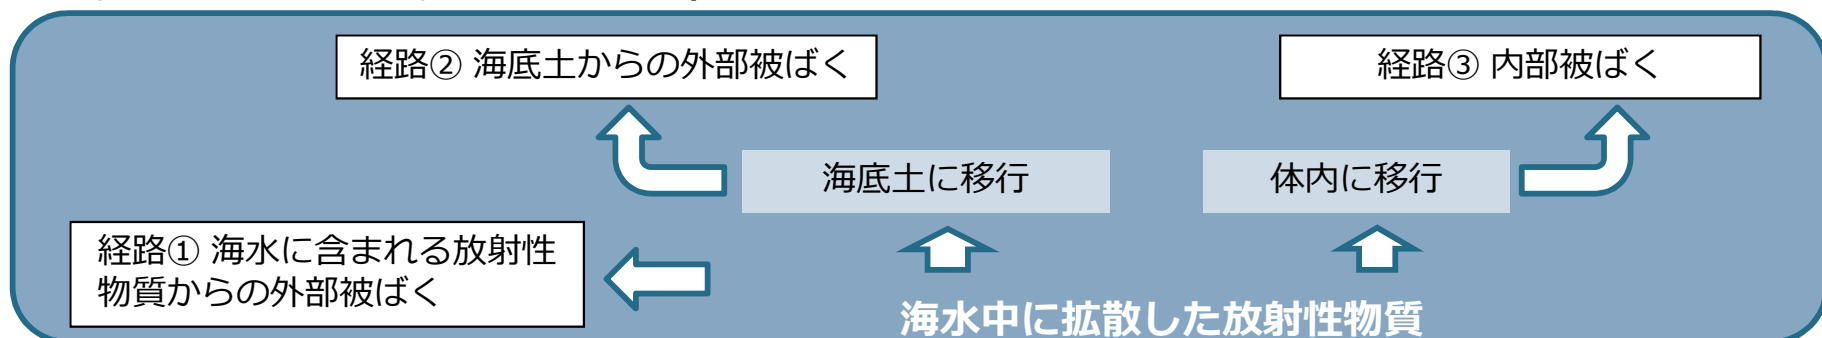 経路② 海底土からの外部被ばく
経路③ 内部被ばく
海底土に移行
体内に移行
経路① 海水に含まれる放射性
物質からの外部被ばく
海水中に拡散した放射性物質